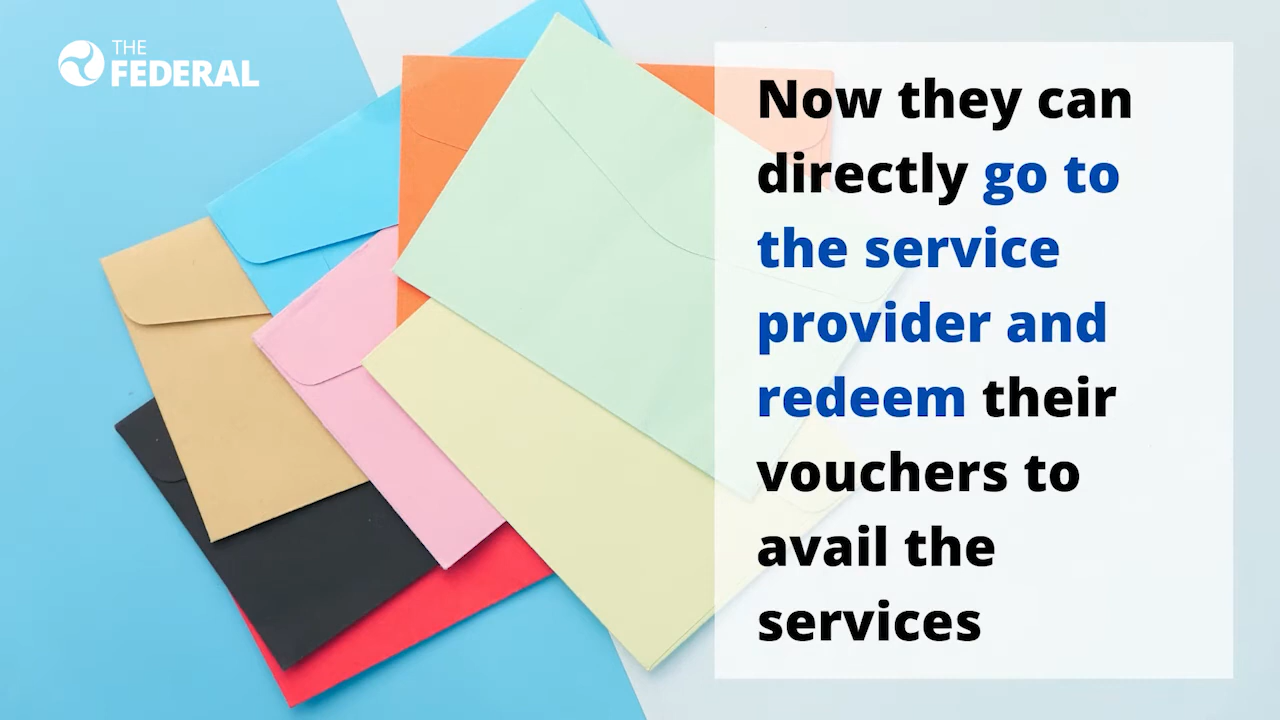 THE
FEDERAL
Now they can
directly go to
the service
provider and
redeem their
vouchers to
avail the
services